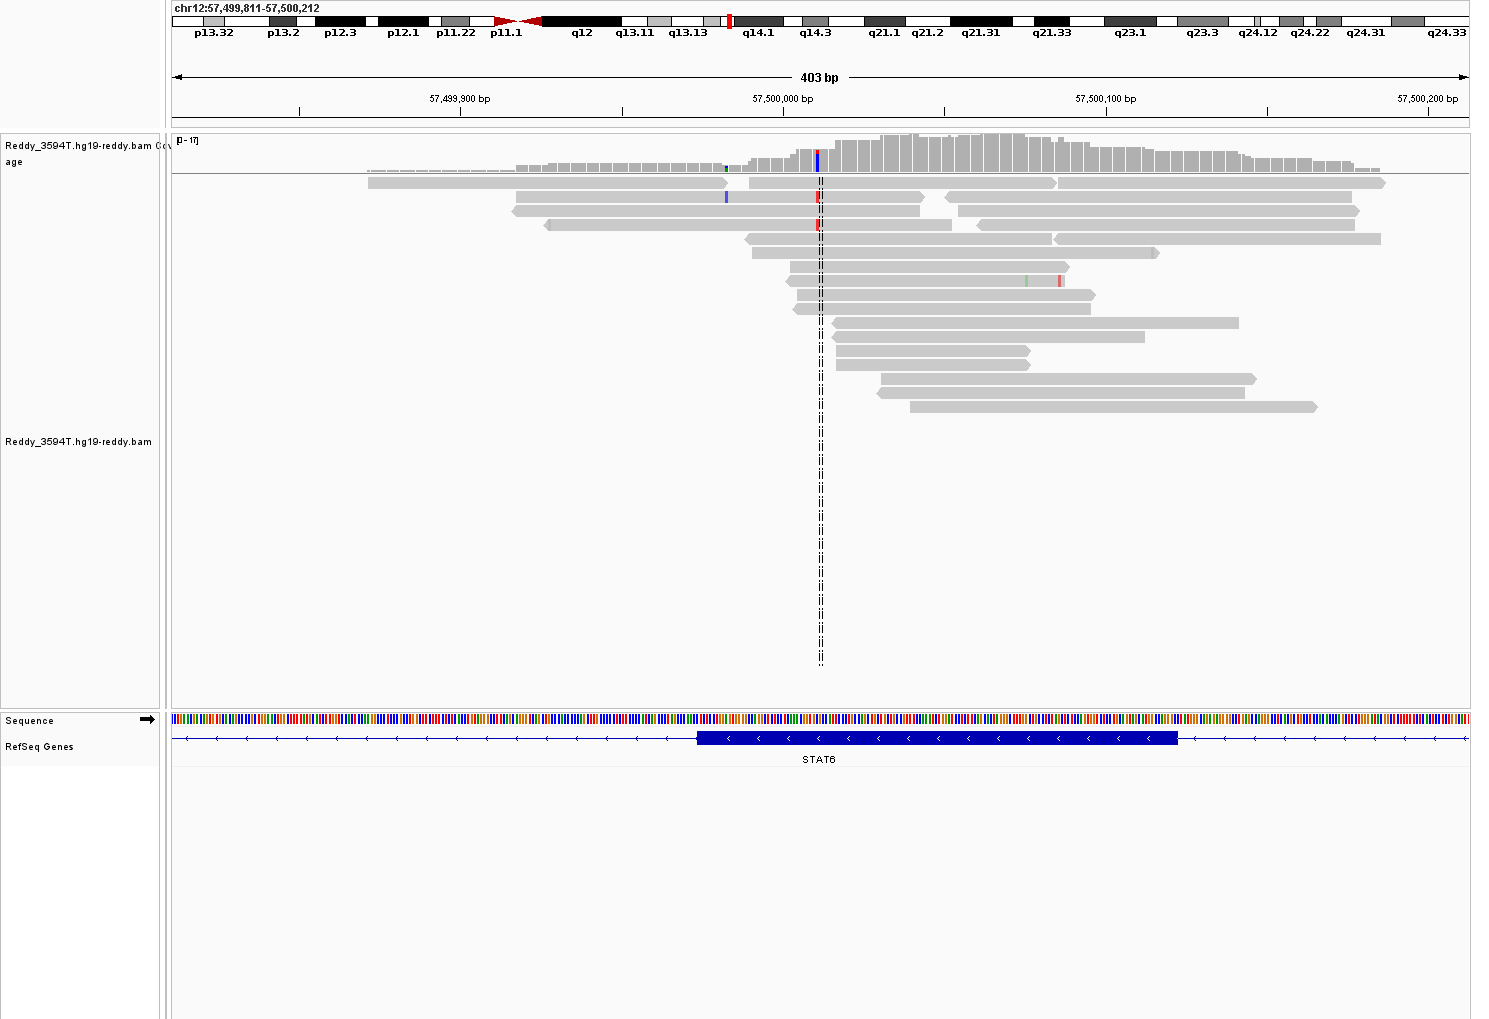 chr12:57,499,811-57,500,212
p13.32 p13.2 p12.3 p12.1 p11.22 p11.1 q12 q13.11 q13.13 q14.1 q14.3 q21.1 q21.2 q21.31 q21.33 q23.1 q23.3 q24.12 q24.22 q24.31 q24.33
403 bp
57,499,900 bp 57,500,000 bp 57,500,100 bp 57,500,200 bp
Reddy_3594T.hg19-reddy.bam Cov
age
[0 - 17]
Reddy_3594T.hg19-reddy.bam
Sequence
RefSeq Genes
STAT6